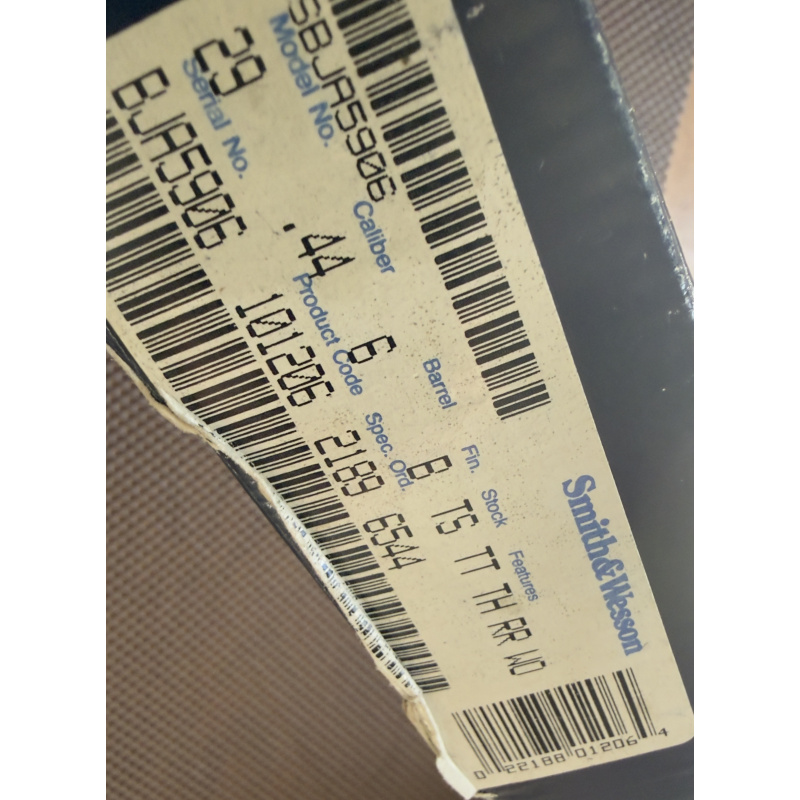 SBJA5906
Smith & Wesson
Model No. Caliber Barrel Fin. Stock Features
29 .44 6 B TS TT TH RR WO
Serial No. Product Code Spec. Ord.
BJA5906 101206 2189 6544
0 22188 01206 4